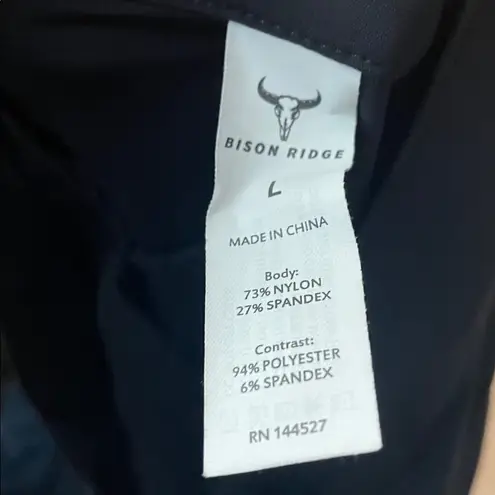 BISON RIDGE
L
MADE IN CHINA
Body:
73% NYLON
27% SPANDEX
Contrast:
94% POLYESTER
6% SPANDEX
RN 144527